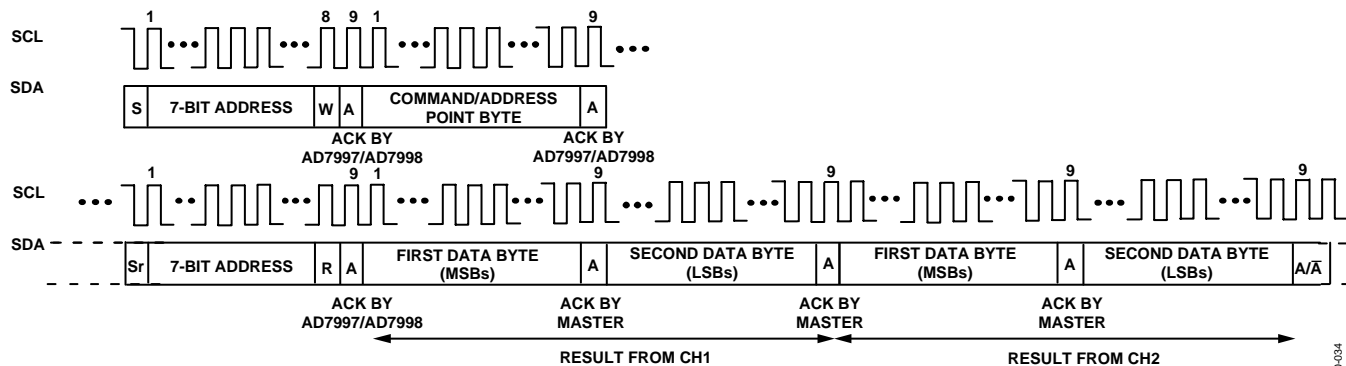 1 8 9 1 9
SCL
SDA
S 7-BIT ADDRESS W A COMMAND/ADDRESS A
POINT BYTE
ACK BY ACK BY
AD7997/AD7998 AD7997/AD7998
1 9 1 9 9 9 9
SCL
SDA
Sr 7-BIT ADDRESS R A FIRST DATA BYTE A SECOND DATA BYTE A FIRST DATA BYTE A SECOND DATA BYTE A/A̅
(MSBs) (LSBs) (MSBs) (LSBs)
ACK BY ACK BY ACK BY ACK BY
AD7997/AD7998 MASTER MASTER MASTER
RESULT FROM CH1 RESULT FROM CH2